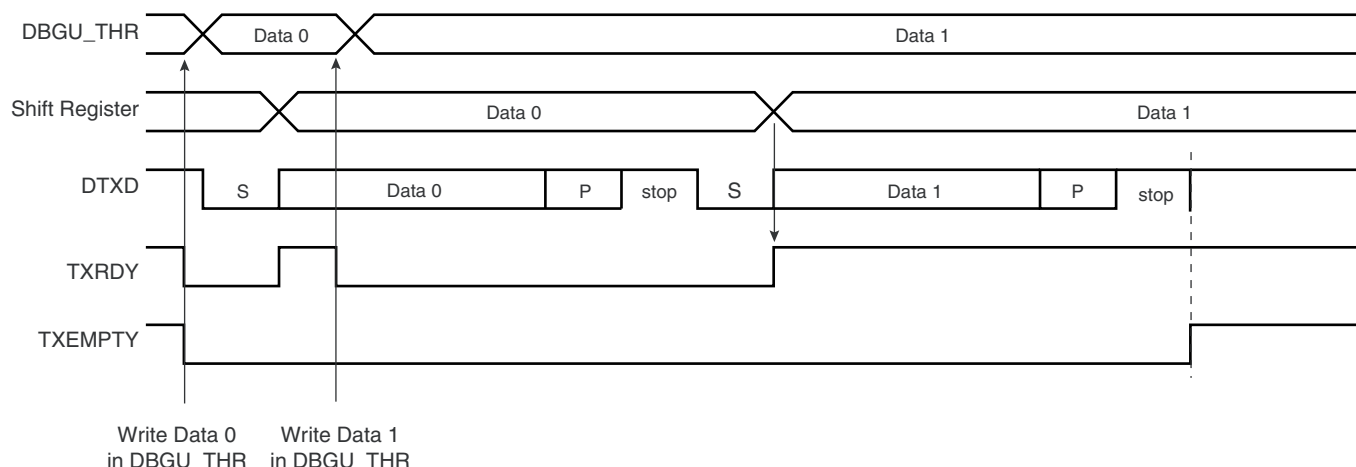 DBGU_THR Data 0 Data 1
Shift Register Data 0 Data 1
DTXD S Data 0 P stop S Data 1 P stop
TXRDY
TXEMPTY
Write Data 0 Write Data 1
in DBGU_THR in DBGU_THR